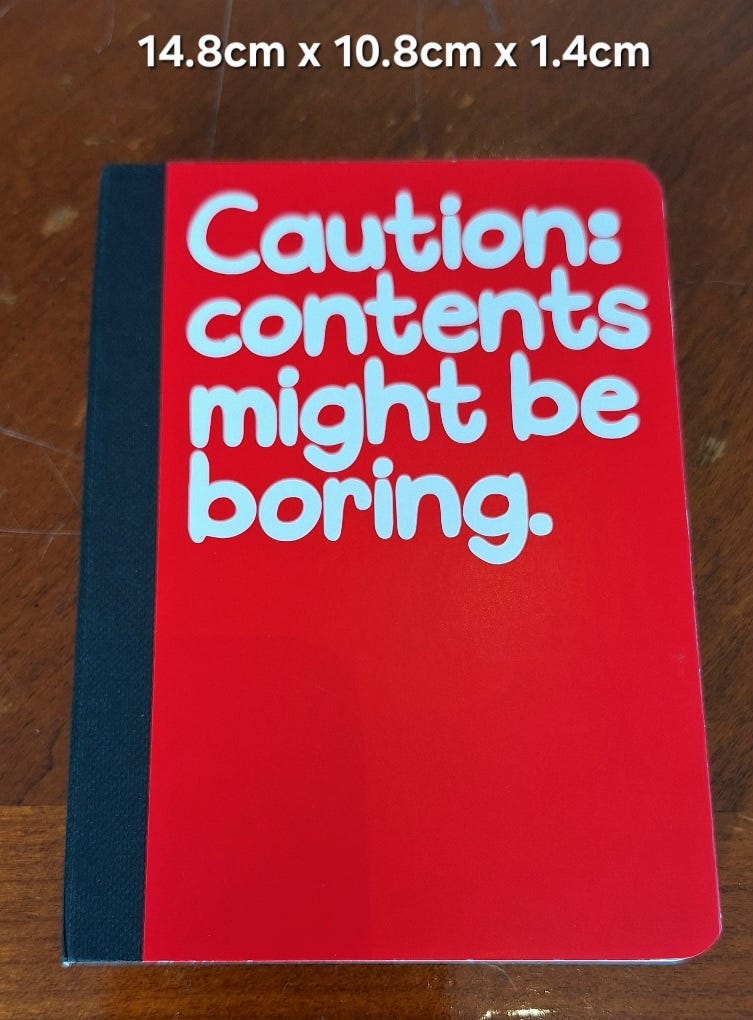 14.8cm x 10.8cm x 1.4cm
Caution:
contents
might be
boring.